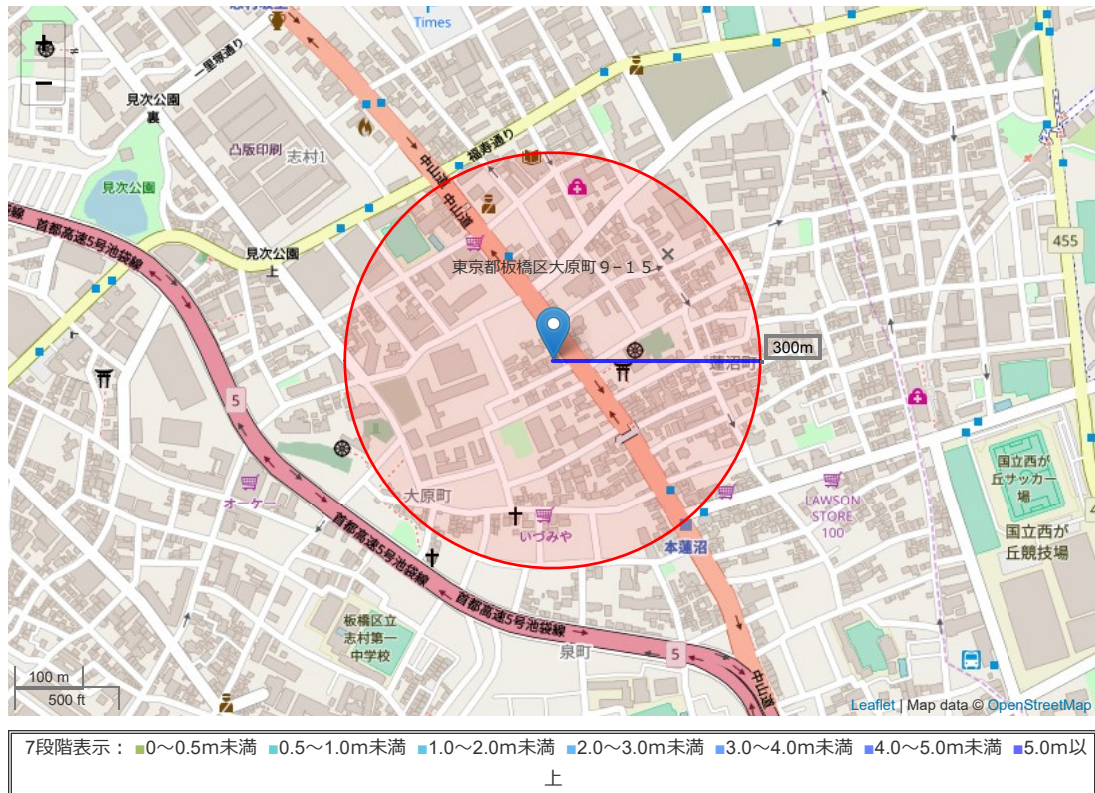 志村坂上
Times
+
−
一里塚通り
見次公園
裏
凸版印刷
志村1
福寿通り
中山道
中山道
見次公園
首都高速5号池袋線
見次公園
上
455
東京都板橋区大原町９−１５
300m
蓮沼町
5
オーケー
大原町
いづみや
本蓮沼
LAWSON
STORE
100
国立西が
丘サッカー
場
国立西が
丘競技場
首都高速5号池袋線
首都高速5号池袋線
板橋区立
志村第一
中学校
泉町
5
中山道
100 m
500 ft
Leaflet | Map data © OpenStreetMap
7段階表示： ■0～0.5m未満 ■0.5～1.0m未満 ■1.0～2.0m未満 ■2.0～3.0m未満 ■3.0～4.0m未満 ■4.0～5.0m未満 ■5.0m以
上